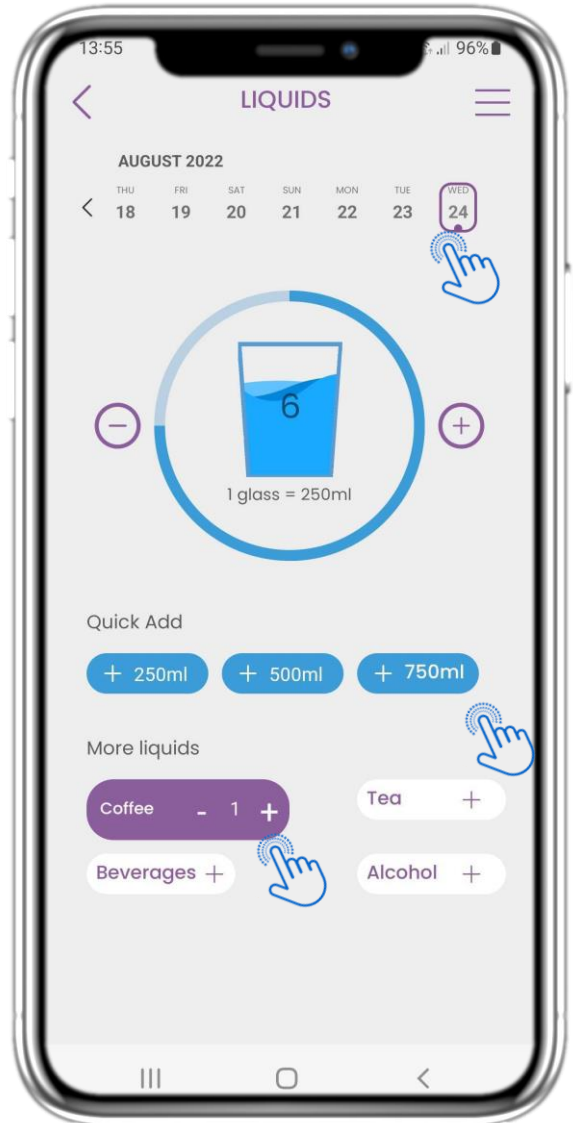 13:55 96%
LIQUIDS
AUGUST 2022
THU FRI SAT SUN MON TUE WED
18 19 20 21 22 23 24
6
1 glass = 250ml
Quick Add
+ 250ml + 500ml + 750ml
More liquids
Coffee - 1 + Tea +
Beverages + Alcohol +